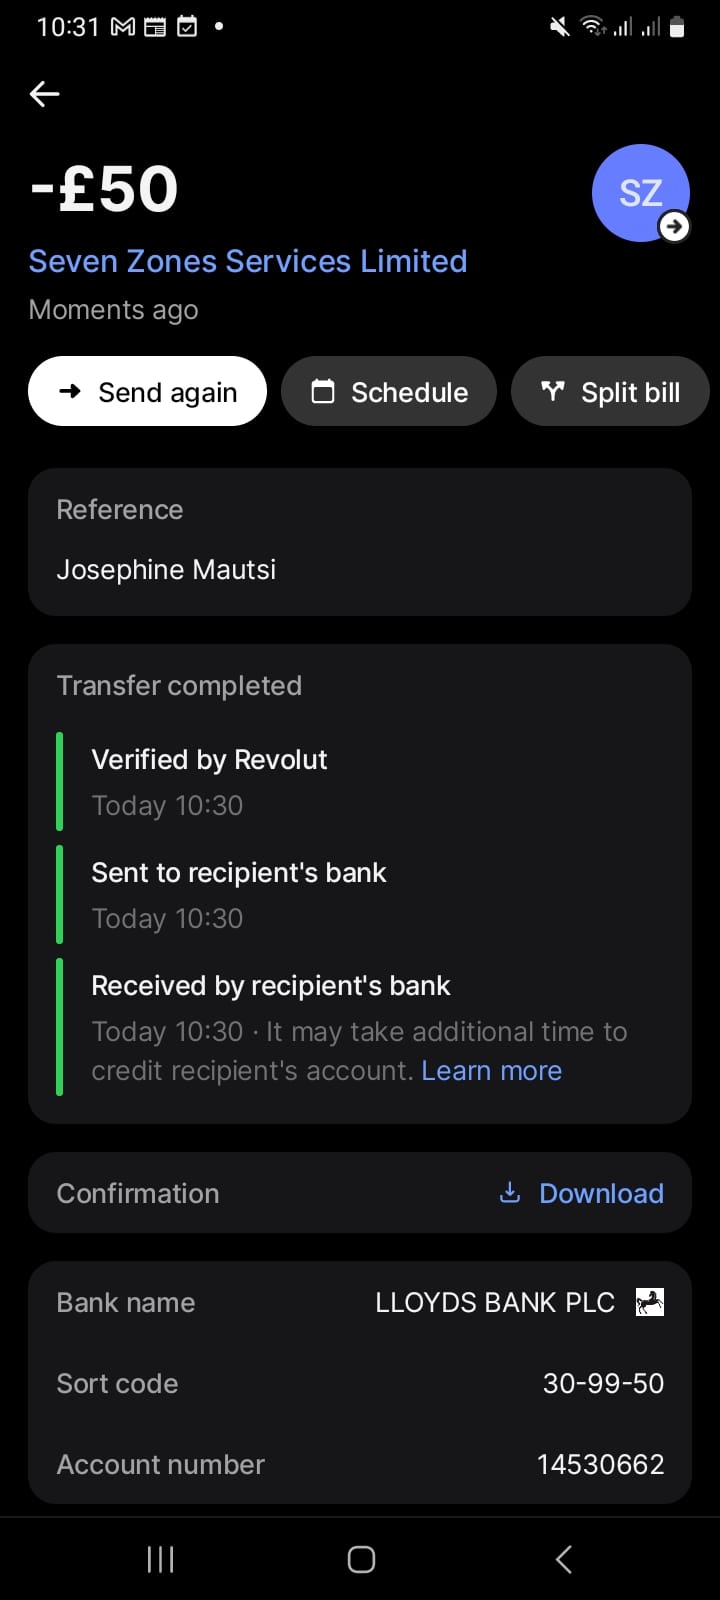 10:31
-£50
SZ
Seven Zones Services Limited
Moments ago
Send again
Schedule
Split bill
Reference
Josephine Mautsi
Transfer completed
Verified by Revolut
Today 10:30
Sent to recipient's bank
Today 10:30
Received by recipient's bank
Today 10:30 · It may take additional time to
credit recipient's account. Learn more
Confirmation
Download
Bank name
LLOYDS BANK PLC
Sort code
30-99-50
Account number
14530662